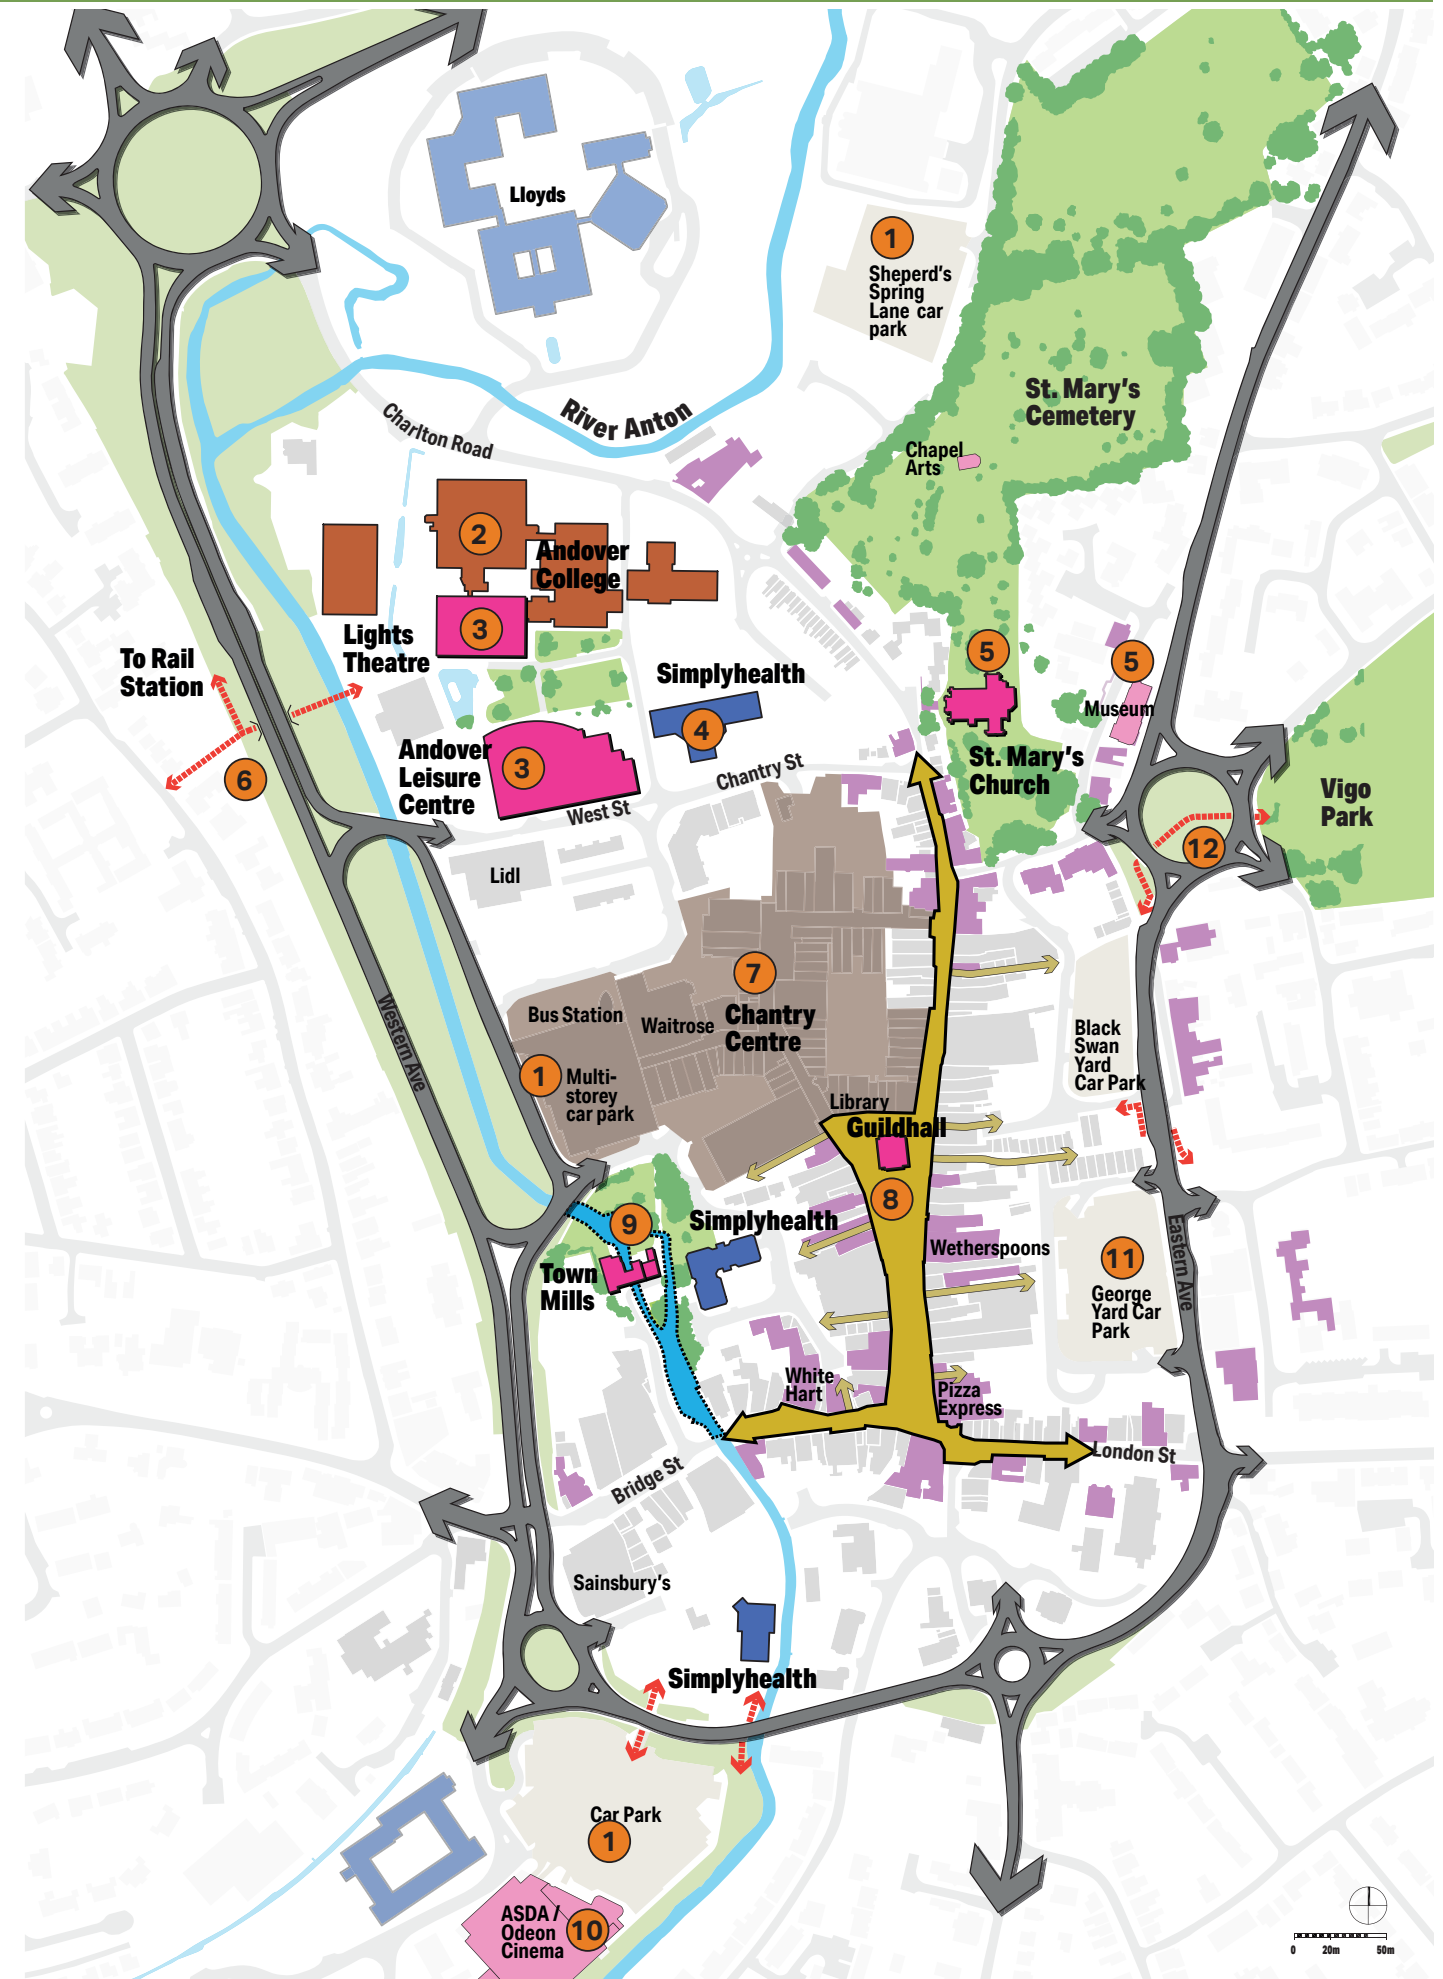 Lloyds
1
Sheperd's
Spring
Lane car
park
River Anton
Charlton Road
St. Mary's
Cemetery
Chapel
Arts
2
Andover
College
3
Lights
Theatre
To Rail
Station
Simplyhealth
4
5
5
Museum
6
Andover
Leisure
Centre
3
West St
Chantry St
St. Mary's
Church
Vigo
Park
12
Lidl
7
Bus Station
Waitrose
Chantry
Centre
Western Ave
1
Multi-
storey
car park
Black
Swan
Yard
Car Park
Library
Guildhall
8
9
Simplyhealth
Town
Mills
Wetherspoons
11
George
Yard Car
Park
Eastern Ave
White
Hart
Pizza
Express
London St
Bridge St
Sainsbury's
Simplyhealth
Car Park
1
ASDA /
Odeon
Cinema
10
0 20m 50m